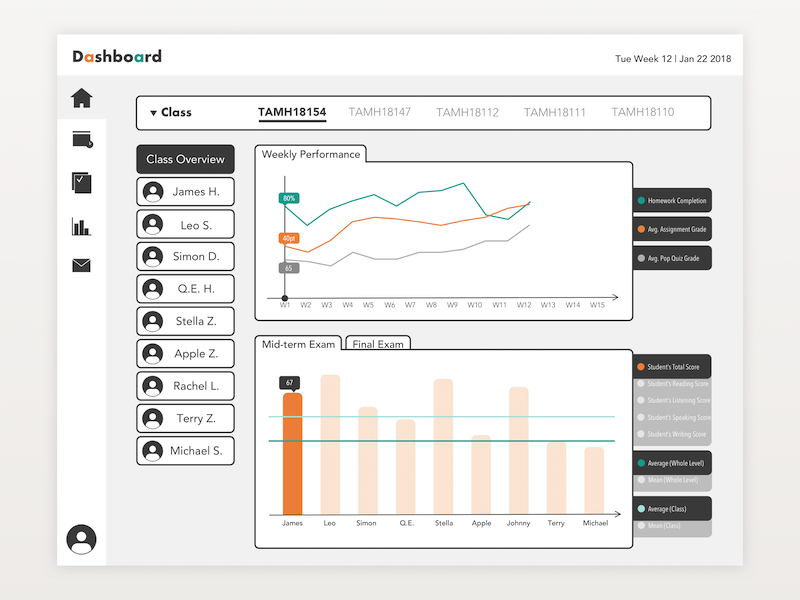 Dashboard
Tue Week 12 | Jan 22 2018
▼ Class TAMH18154 TAMH18147 TAMH18112 TAMH18111 TAMH18110
Class Overview
James H.
Leo S.
Simon D.
Q.E. H.
Stella Z.
Apple Z.
Rachel L.
Terry Z.
Michael S.
Weekly Performance
80%
40pt
65
W1 W2 W3 W4 W5 W6 W7 W8 W9 W10 W11 W12 W13 W14 W15
Homework Completion
Avg. Assignment Grade
Avg. Pop Quiz Grade
Mid-term Exam Final Exam
67
James Leo Simon Q.E. Stella Apple Johnny Terry Michael
Student's Total Score
Student's Reading Score
Student's Listening Score
Student's Speaking Score
Student's Writing Score
Average (Whole Level)
Mean (Whole Level)
Average (Class)
Mean (Class)